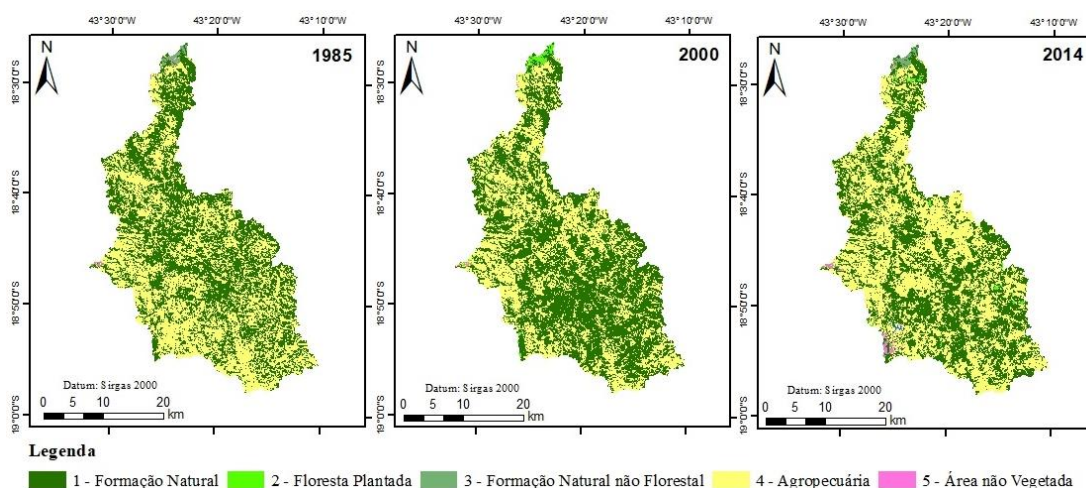 43°30'0"W 43°20'0"W 43°10'0"W
43°30'0"W 43°20'0"W 43°10'0"W
43°30'0"W 43°20'0"W 43°10'0"W
N 1985
N 2000
N 2014
18°30'0"S
18°40'0"S
18°50'0"S
19°0'0"S
18°30'0"S
18°40'0"S
18°50'0"S
19°0'0"S
18°30'0"S
18°40'0"S
18°50'0"S
19°0'0"S
Datum: Sirgas 2000
0 5 10 20
km
Datum: Sirgas 2000
0 5 10 20
km
Datum: Sirgas 2000
0 5 10 20
km
Legenda
1 - Formação Natural 2 - Floresta Plantada 3 - Formação Natural não Florestal 4 - Agropecuária 5 - Área não Vegetada